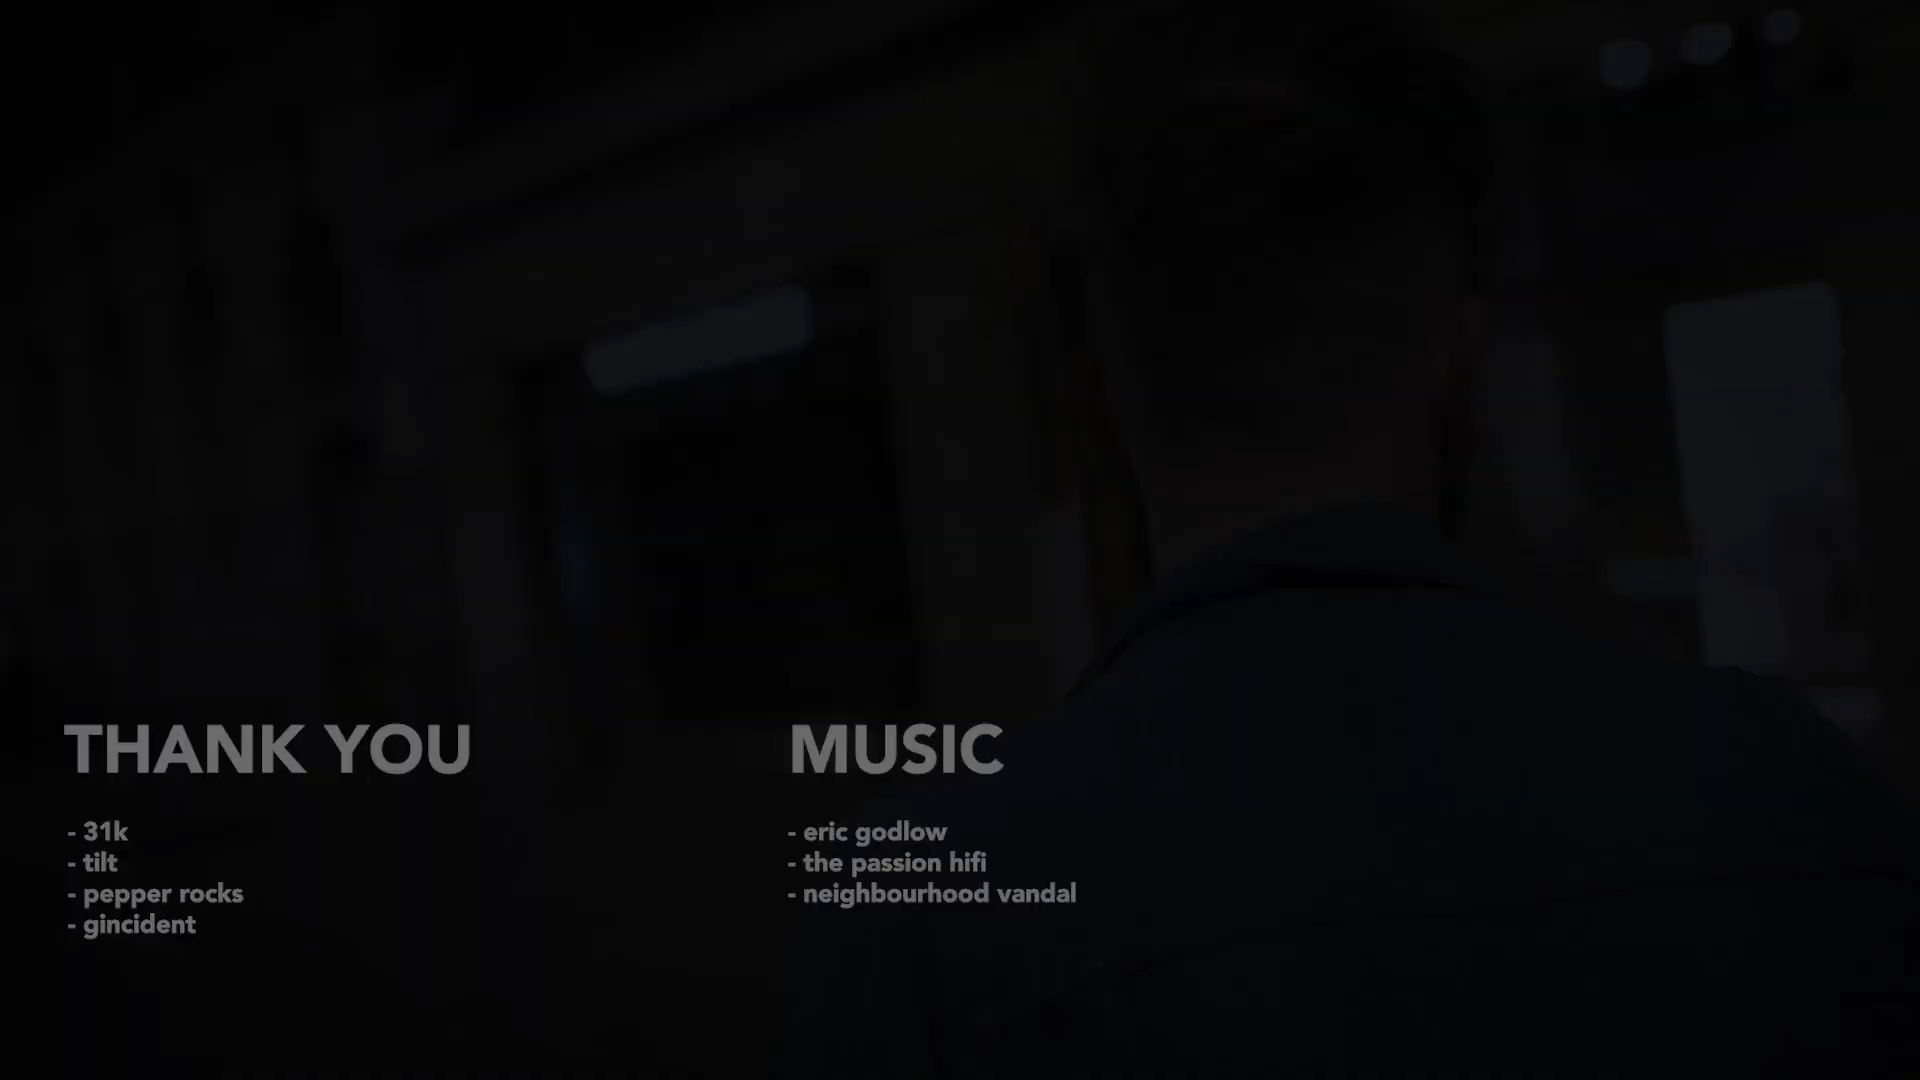 THANK YOU
- 31k
- tilt
- pepper rocks
- gincident
MUSIC
- eric godlow
- the passion hifi
- neighbourhood vandal